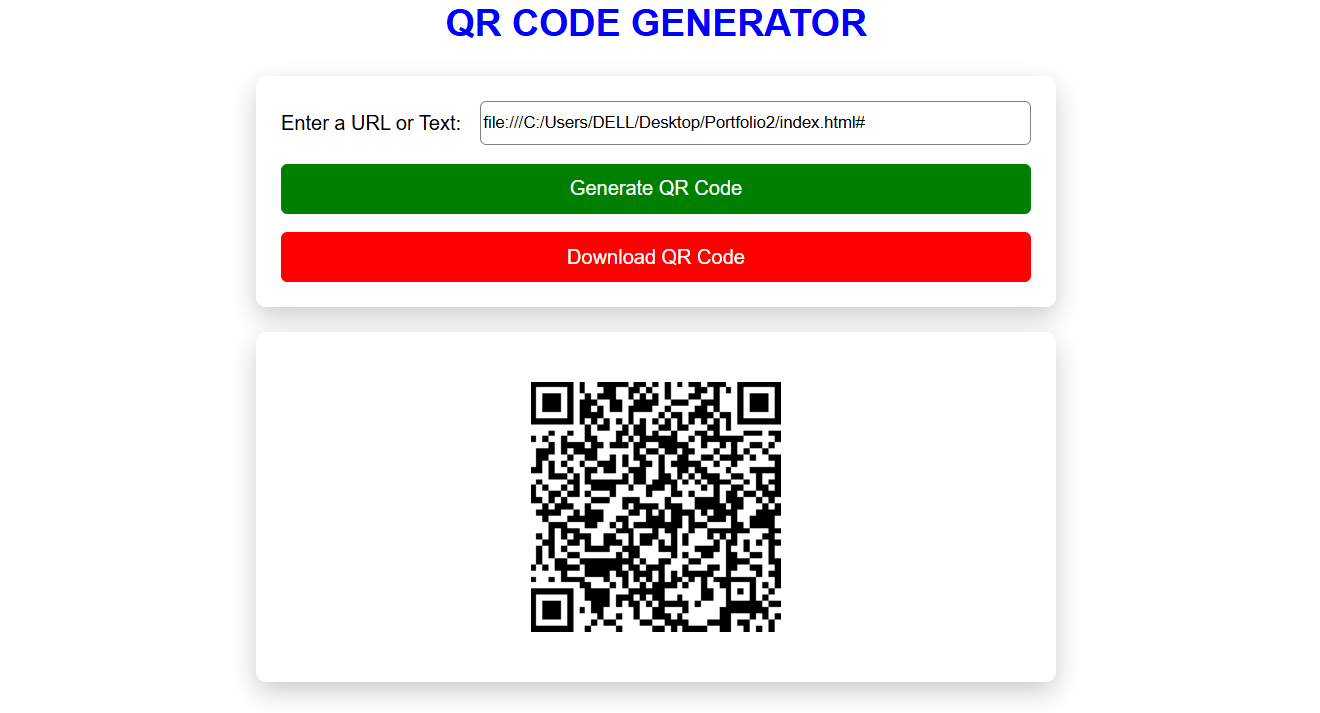 QR CODE GENERATOR
Enter a URL or Text: file:///C:/Users/DELL/Desktop/Portfolio2/index.html#
Generate QR Code
Download QR Code